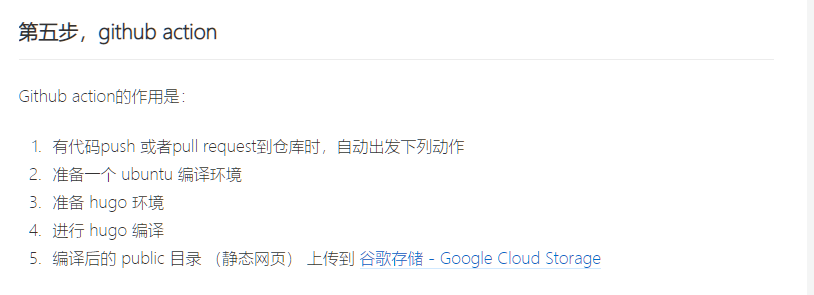 第五步，github action
Github action的作用是：
1. 有代码push 或者pull request到仓库时，自动出发下列动作
2. 准备一个 ubuntu 编译环境
3. 准备 hugo 环境
4. 进行 hugo 编译
5. 编译后的 public 目录 （静态网页） 上传到 谷歌存储 - Google Cloud Storage